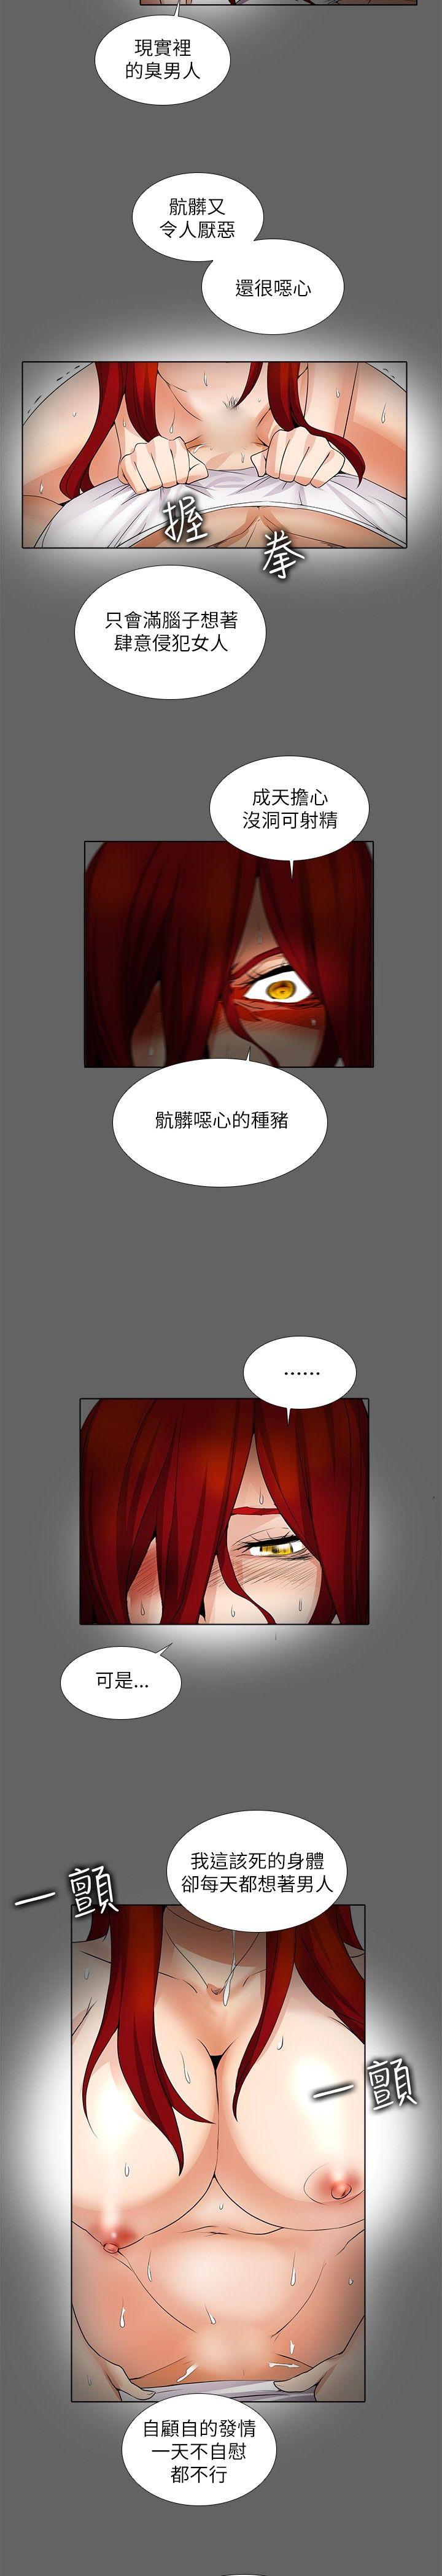 現實裡
的臭男人
骯髒又
令人厭惡
還很噁心
握
拳
只會滿腦子想著
肆意侵犯女人
成天擔心
沒洞可射精
骯髒噁心的種豬
……
可是…
我這該死的身體
卻每天都想著男人
一顫
一顫
自顧自的發情
一天不自慰
都不行